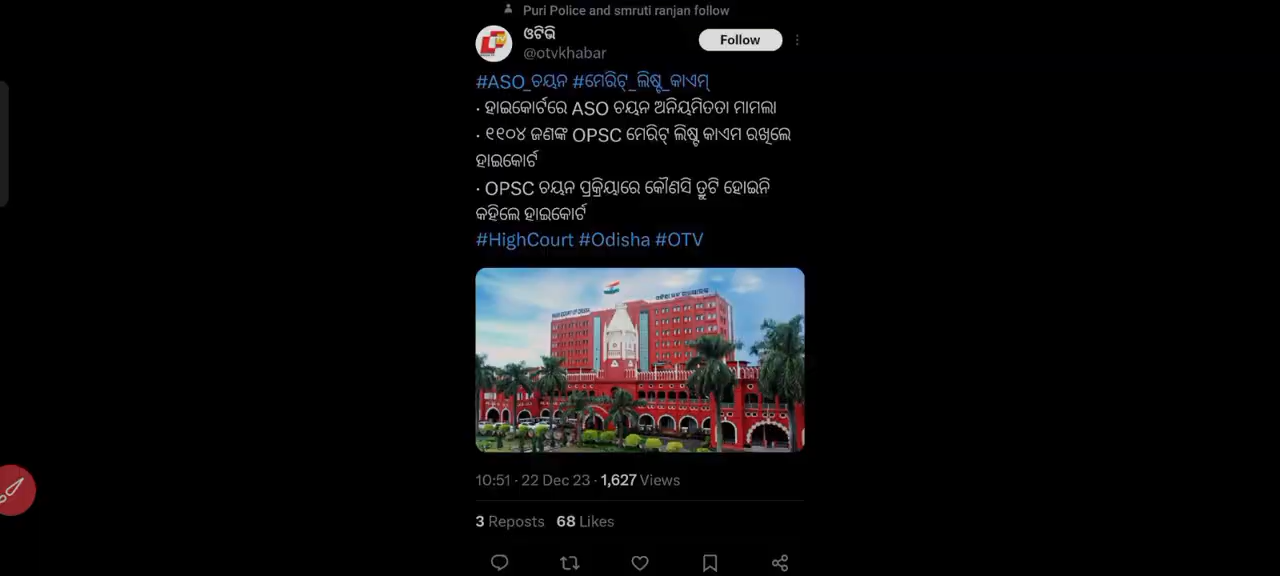 Puri Police and smruti ranjan follow
ଓଟିଭି
@otvkhabar
Follow
#ASO_ଚୟନ #ମେରିଟ୍_ଲିଷ୍ଟ_କାଏମ୍
• ହାଇକୋର୍ଟରେ ASO ଚୟନ ଅନିୟମିତତା ମାମଲା
• ୧୧୦୪ ଜଣଙ୍କ OPSC ମେରିଟ୍ ଲିଷ୍ଟ କାଏମ ରଖିଲେ
ହାଇକୋର୍ଟ
• OPSC ଚୟନ ପ୍ରକ୍ରିୟାରେ କୌଣସି ତ୍ରୁଟି ହୋଇନି
କହିଲେ ହାଇକୋର୍ଟ
#HighCourt #Odisha #OTV
10:51 · 22 Dec 23 · 1,627 Views
3 Reposts 68 Likes